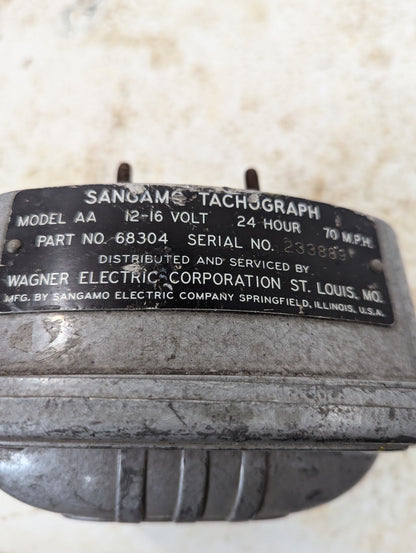 SANGAMO TACHOGRAPH
MODEL AA 12-16 VOLT 24 HOUR 70 M.P.H.
PART NO. 68304 SERIAL NO. 233889
DISTRIBUTED AND SERVICED BY
WAGNER ELECTRIC CORPORATION ST. LOUIS, MO.
MFG. BY SANGAMO ELECTRIC COMPANY SPRINGFIELD, ILLINOIS, U.S.A.